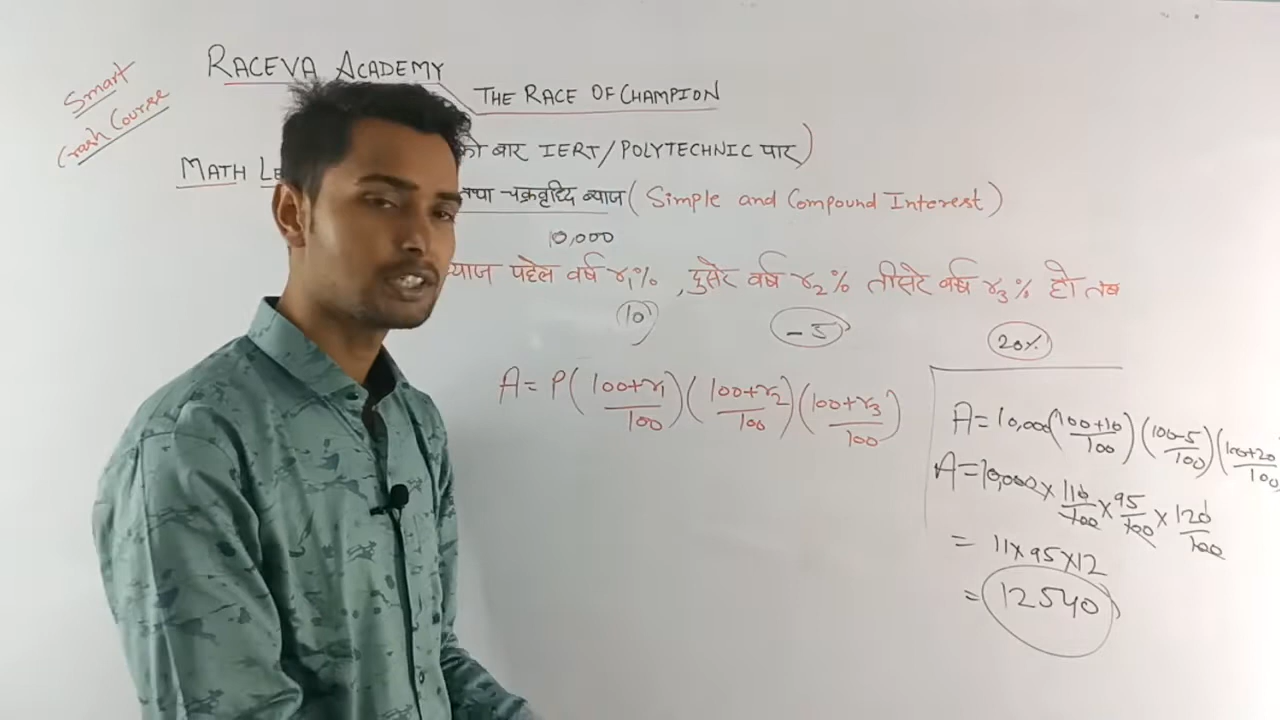 RACEVA ACADEMY
THE RACE OF CHAMPION
Smart
Crash Course
बार IERT/POLYTECHNIC पार)
MATH
चक्रवृद्धि ब्याज (Simple and Compound Interest)
10,000
ब्याज पहेल वर्ष r₁% , दुसेर वर्ष r₂% तीसेर वर्ष r₃% हो तब
10
-5
20%
A = P(100+r₁/100)(100+r₂/100)(100+r₃/100)
A = 10,000(100+10/100)(100-5/100)(100+20/100
A = 10,000 × 110/100 × 95/100 × 120/100
= 11×95×12
= 12540